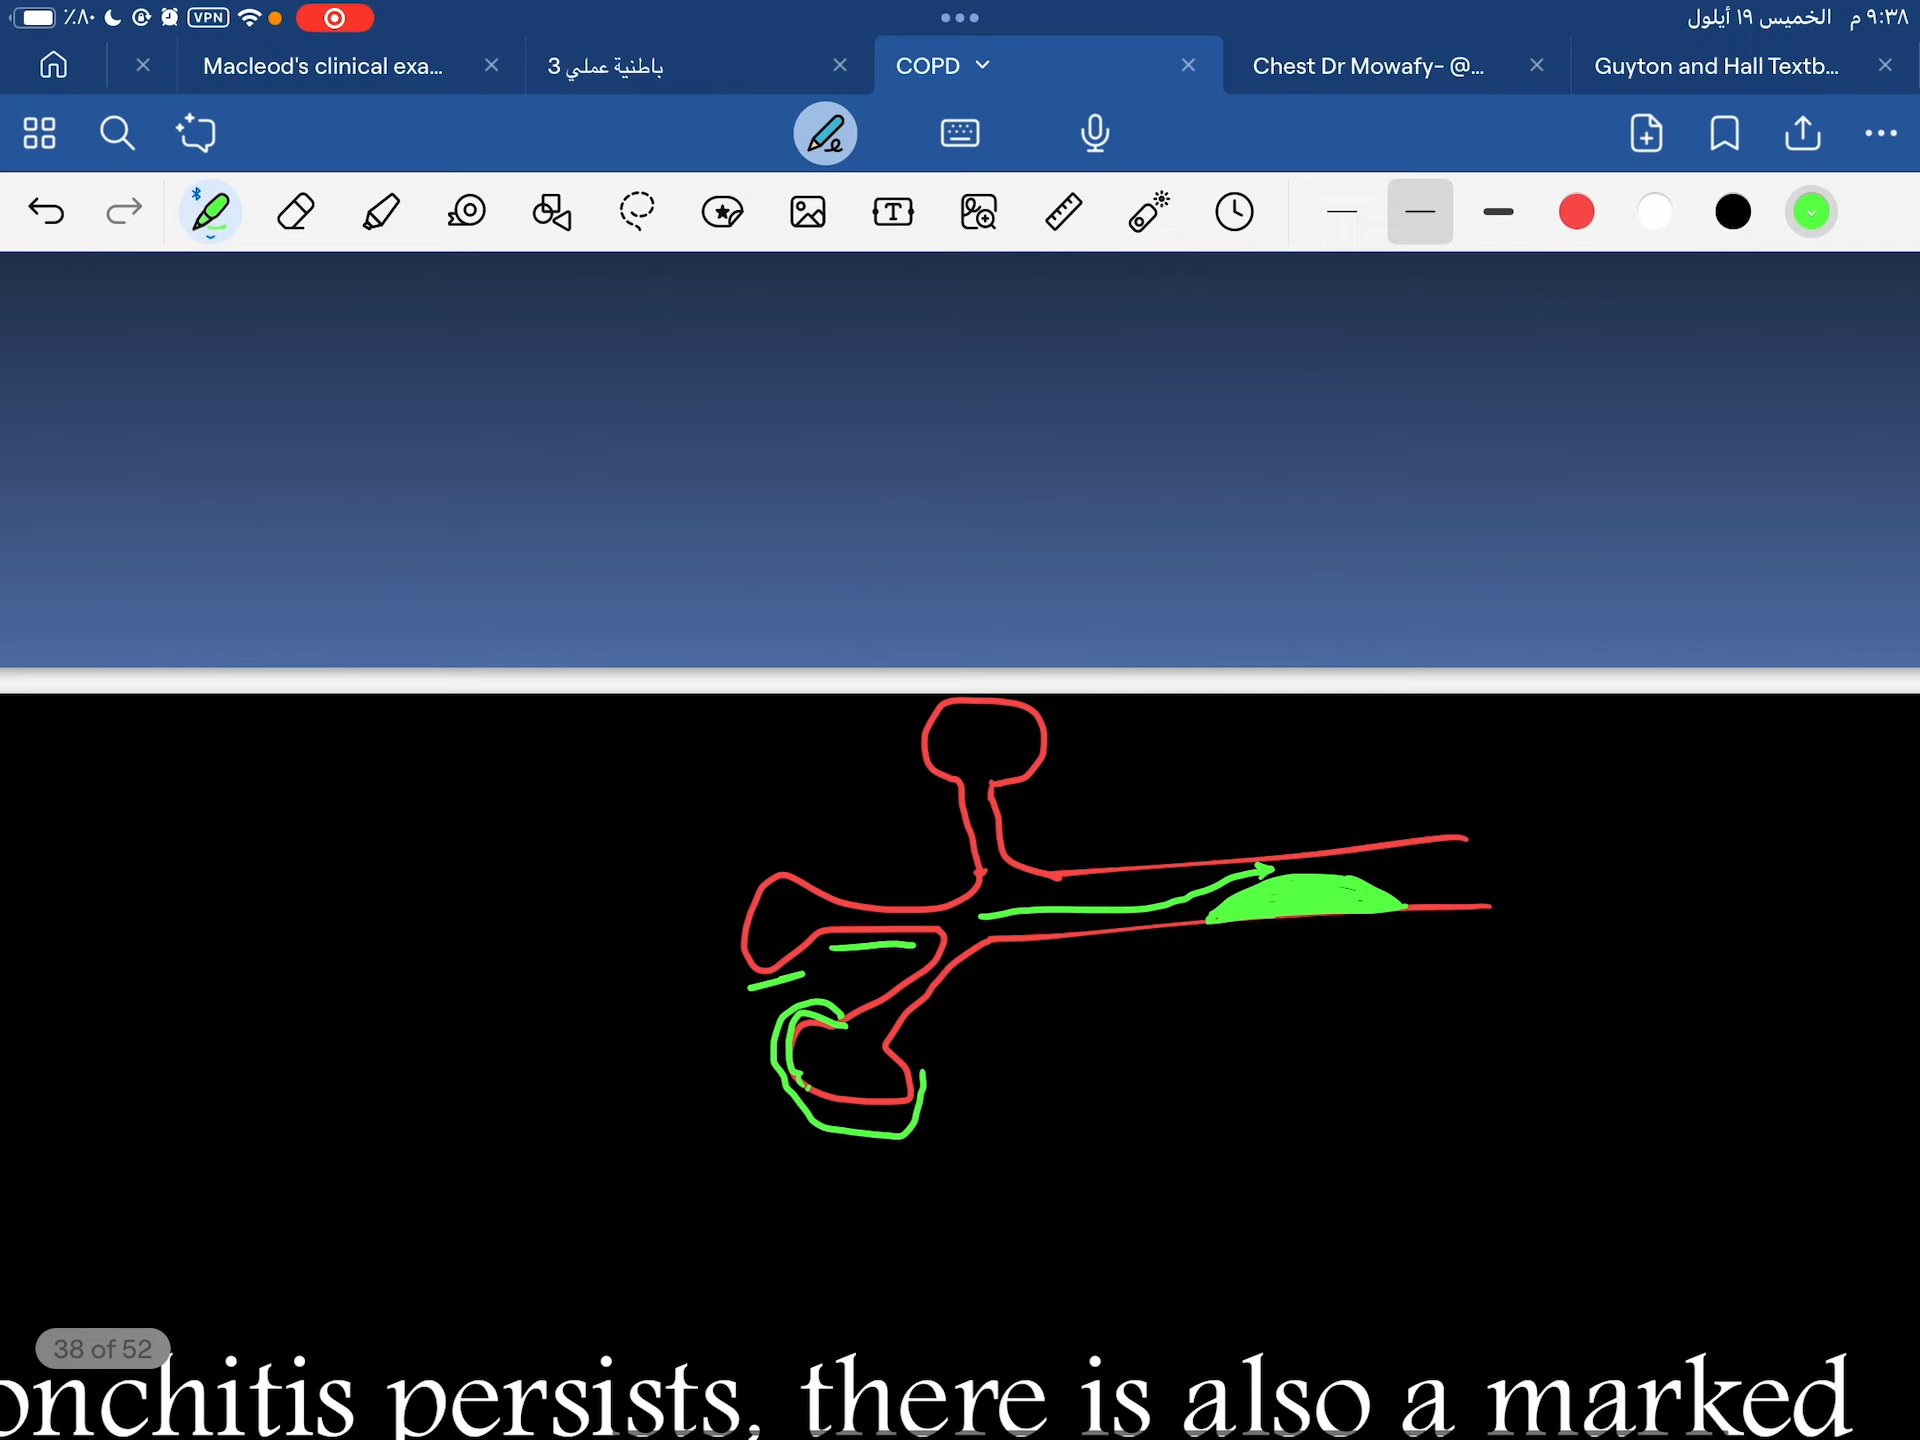 ٪٨٠ VPN الخميس ١٩ أيلول ٩:٣٨ م
Macleod's clinical exa... باطنية عملي 3 COPD Chest Dr Mowafy- @... Guyton and Hall Textb...
38 of 52
onchitis persists, there is also a marked